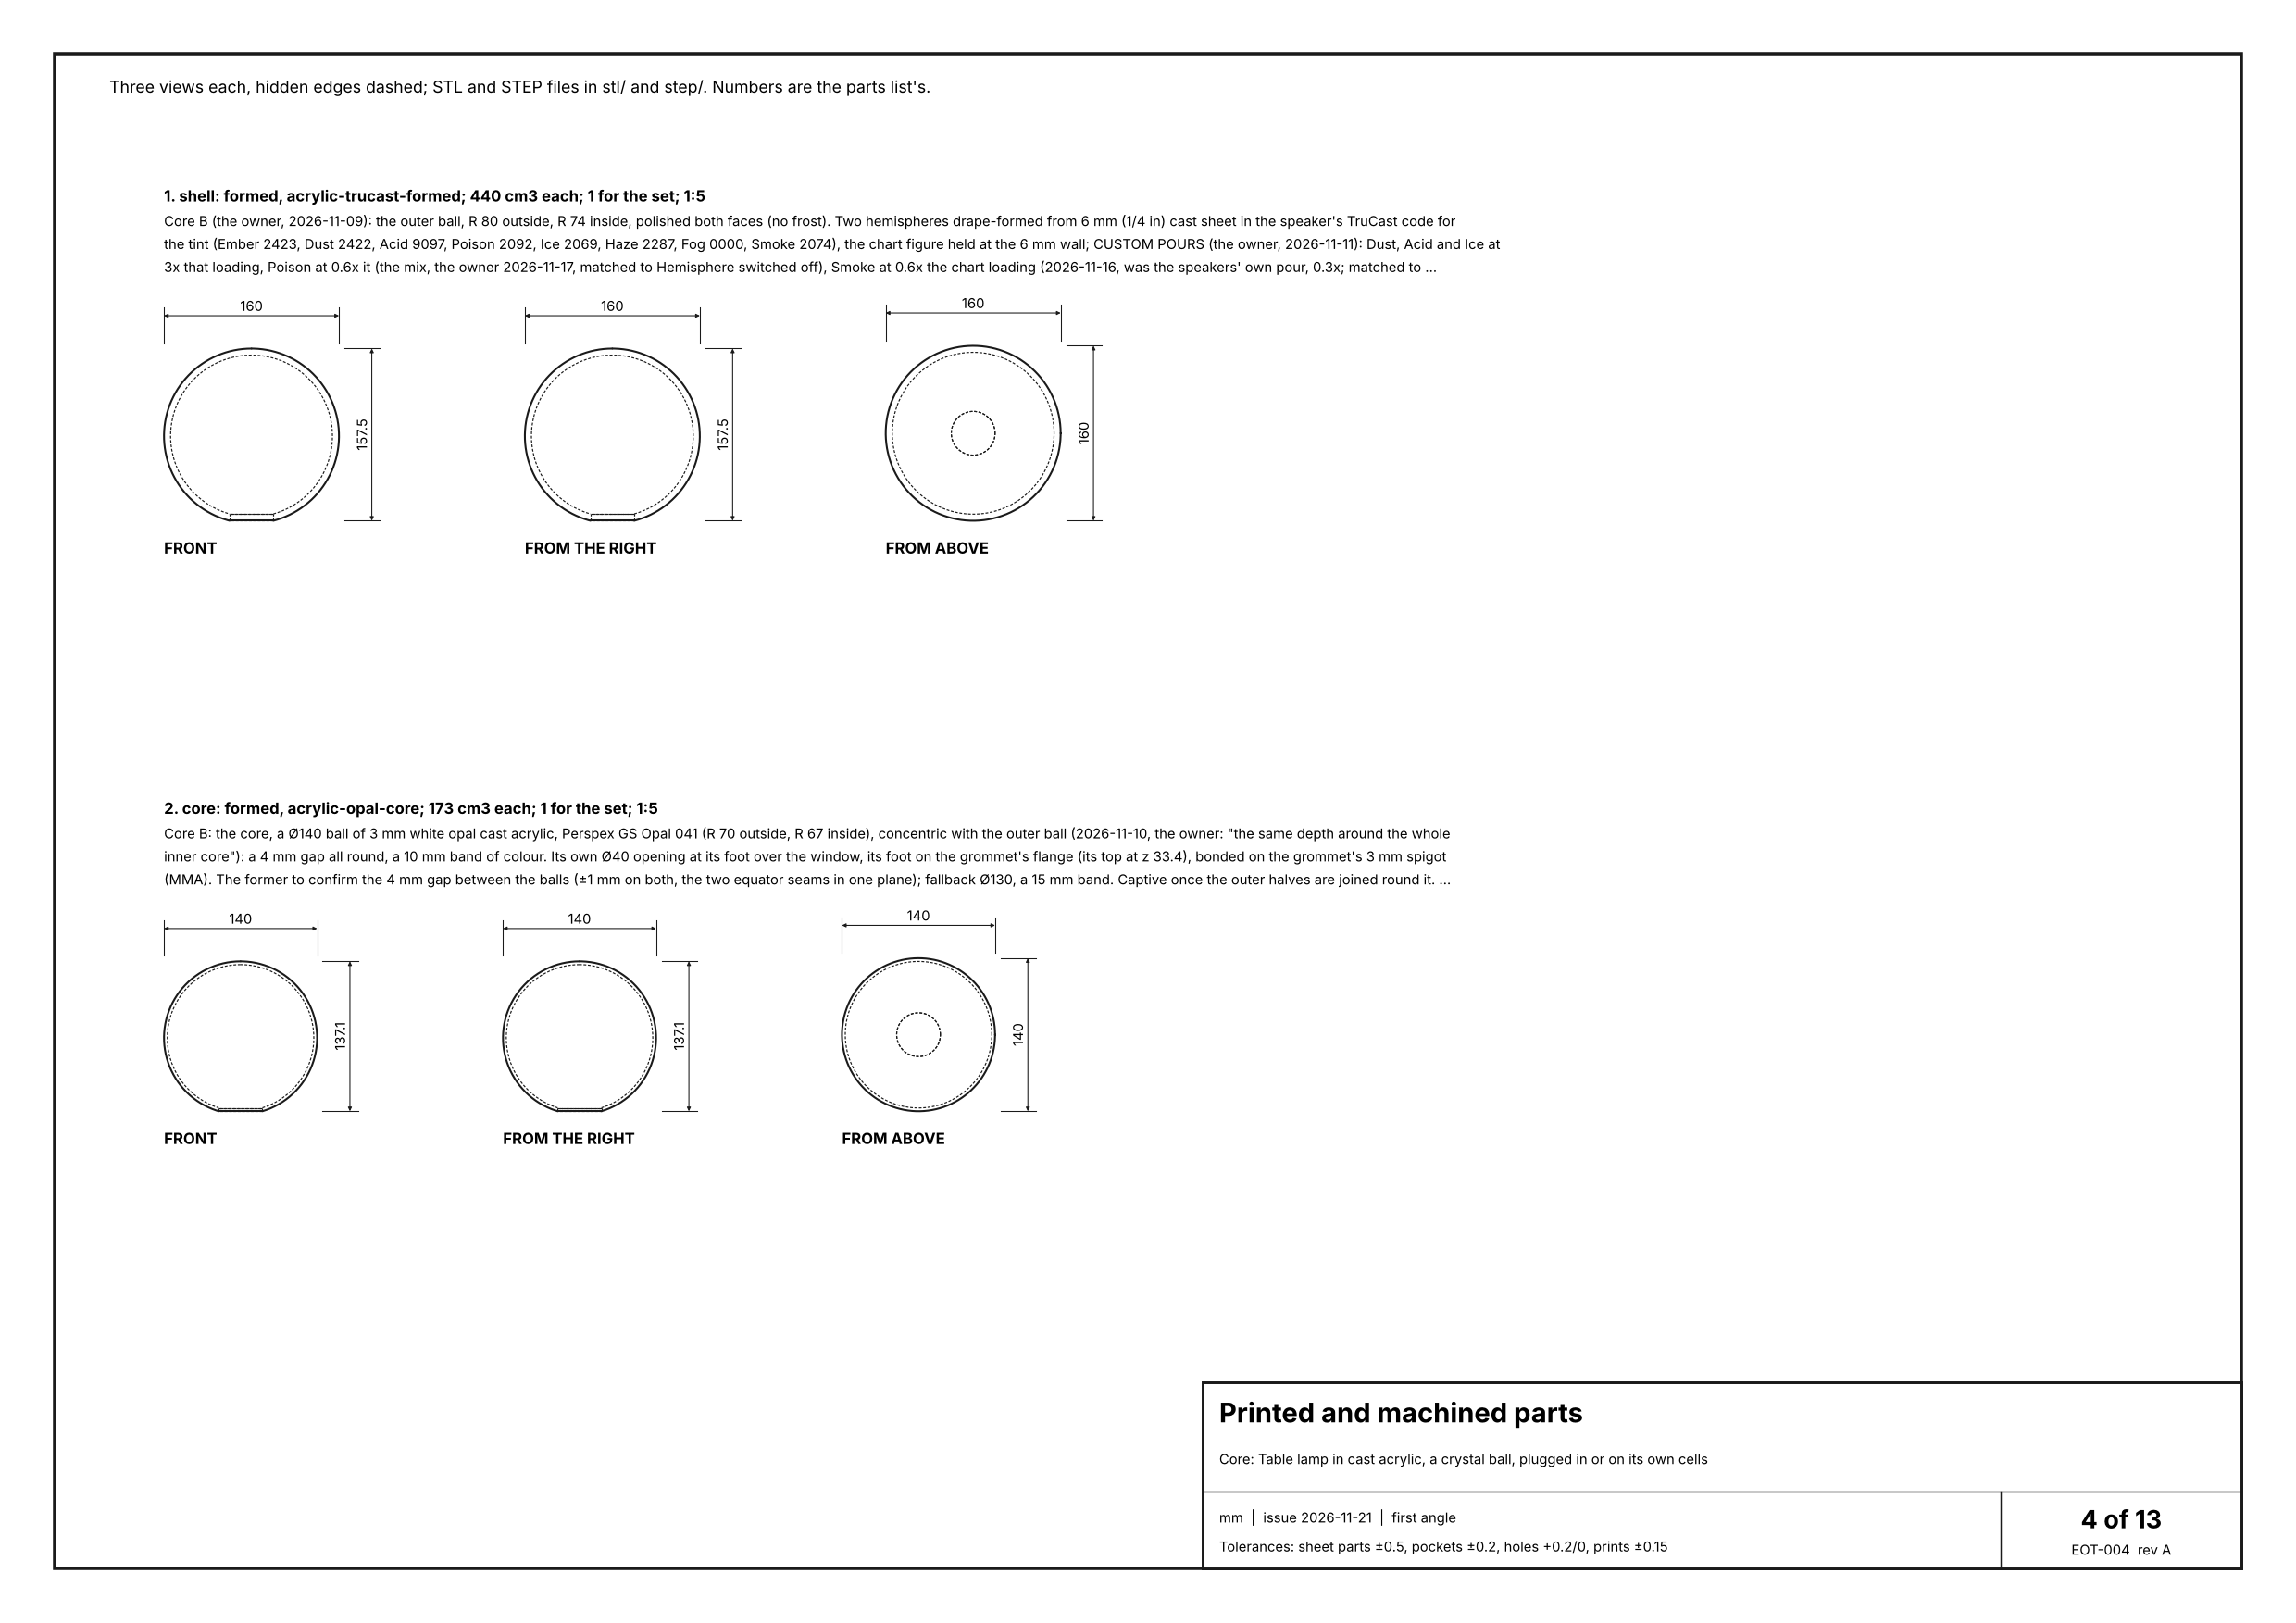 Three views each, hidden edges dashed; STL and STEP files in stl/ and step/. Numbers are the parts list's.
1. shell: formed, acrylic-trucast-formed; 440 cm3 each; 1 for the set; 1:5
Core B (the owner, 2026-11-09): the outer ball, R 80 outside, R 74 inside, polished both faces (no frost). Two hemispheres drape-formed from 6 mm (1/4 in) cast sheet in the speaker's TruCast code for
the tint (Ember 2423, Dust 2422, Acid 9097, Poison 2092, Ice 2069, Haze 2287, Fog 0000, Smoke 2074), the chart figure held at the 6 mm wall; CUSTOM POURS (the owner, 2026-11-11): Dust, Acid and Ice at
3x that loading, Poison at 0.6x it (the mix, the owner 2026-11-17, matched to Hemisphere switched off), Smoke at 0.6x the chart loading (2026-11-16, was the speakers' own pour, 0.3x; matched to ...
160
160
160
157.5
157.5
160
FRONT
FROM THE RIGHT
FROM ABOVE
2. core: formed, acrylic-opal-core; 173 cm3 each; 1 for the set; 1:5
Core B: the core, a Ø140 ball of 3 mm white opal cast acrylic, Perspex GS Opal 041 (R 70 outside, R 67 inside), concentric with the outer ball (2026-11-10, the owner: "the same depth around the whole
inner core"): a 4 mm gap all round, a 10 mm band of colour. Its own Ø40 opening at its foot over the window, its foot on the grommet's flange (its top at z 33.4), bonded on the grommet's 3 mm spigot
(MMA). The former to confirm the 4 mm gap between the balls (±1 mm on both, the two equator seams in one plane); fallback Ø130, a 15 mm band. Captive once the outer halves are joined round it. ...
140
140
140
137.1
137.1
140
FRONT
FROM THE RIGHT
FROM ABOVE
Printed and machined parts
Core: Table lamp in cast acrylic, a crystal ball, plugged in or on its own cells
mm | issue 2026-11-21 | first angle
Tolerances: sheet parts ±0.5, pockets ±0.2, holes +0.2/0, prints ±0.15
4 of 13
EOT-004 rev A